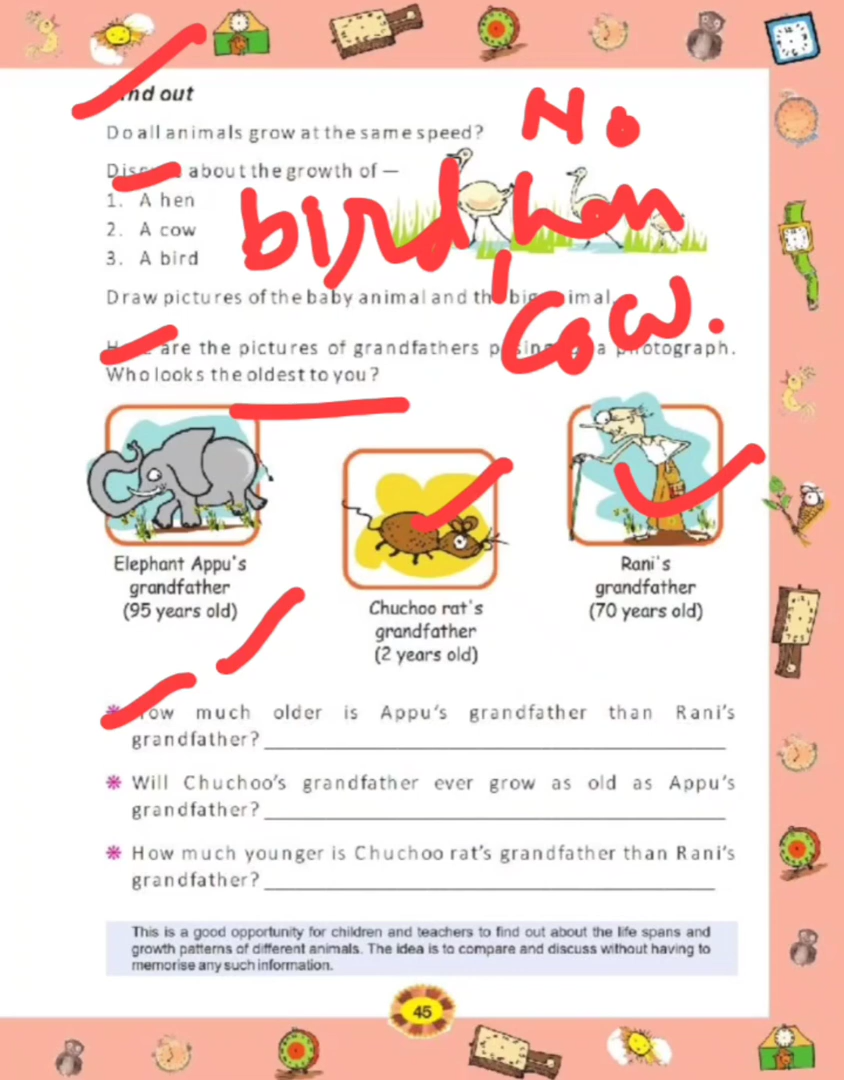 nd out
Do all animals grow at the same speed?
No
about the growth of —
1. A hen
2. A cow
3. A bird
bird, hen
cow.
Draw pictures of the baby animal and the big animal.
are the pictures of grandfathers posing a photograph.
Who looks the oldest to you?
Elephant Appu's
grandfather
(95 years old)
Chuchoo rat's
grandfather
(2 years old)
Rani's
grandfather
(70 years old)
How much older is Appu's grandfather than Rani's
grandfather?
Will Chuchoo's grandfather ever grow as old as Appu's
grandfather?
How much younger is Chuchoo rat's grandfather than Rani's
grandfather?
This is a good opportunity for children and teachers to find out about the life spans and
growth patterns of different animals. The idea is to compare and discuss without having to
memorise any such information.
45